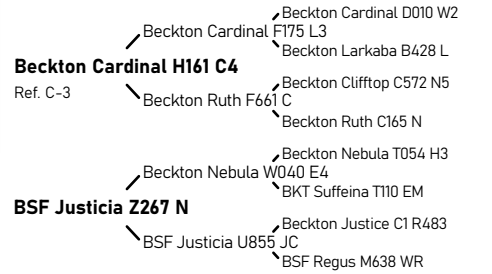 Beckton Cardinal D010 W2
Beckton Cardinal F175 L3
Beckton Larkaba B428 L
Beckton Cardinal H161 C4
Ref. C-3
Beckton Clifftop C572 N5
Beckton Ruth F661 C
Beckton Ruth C165 N
Beckton Nebula T054 H3
Beckton Nebula W040 E4
BKT Suffeina T110 EM
BSF Justicia Z267 N
Beckton Justice C1 R483
BSF Justicia U855 JC
BSF Regus M638 WR